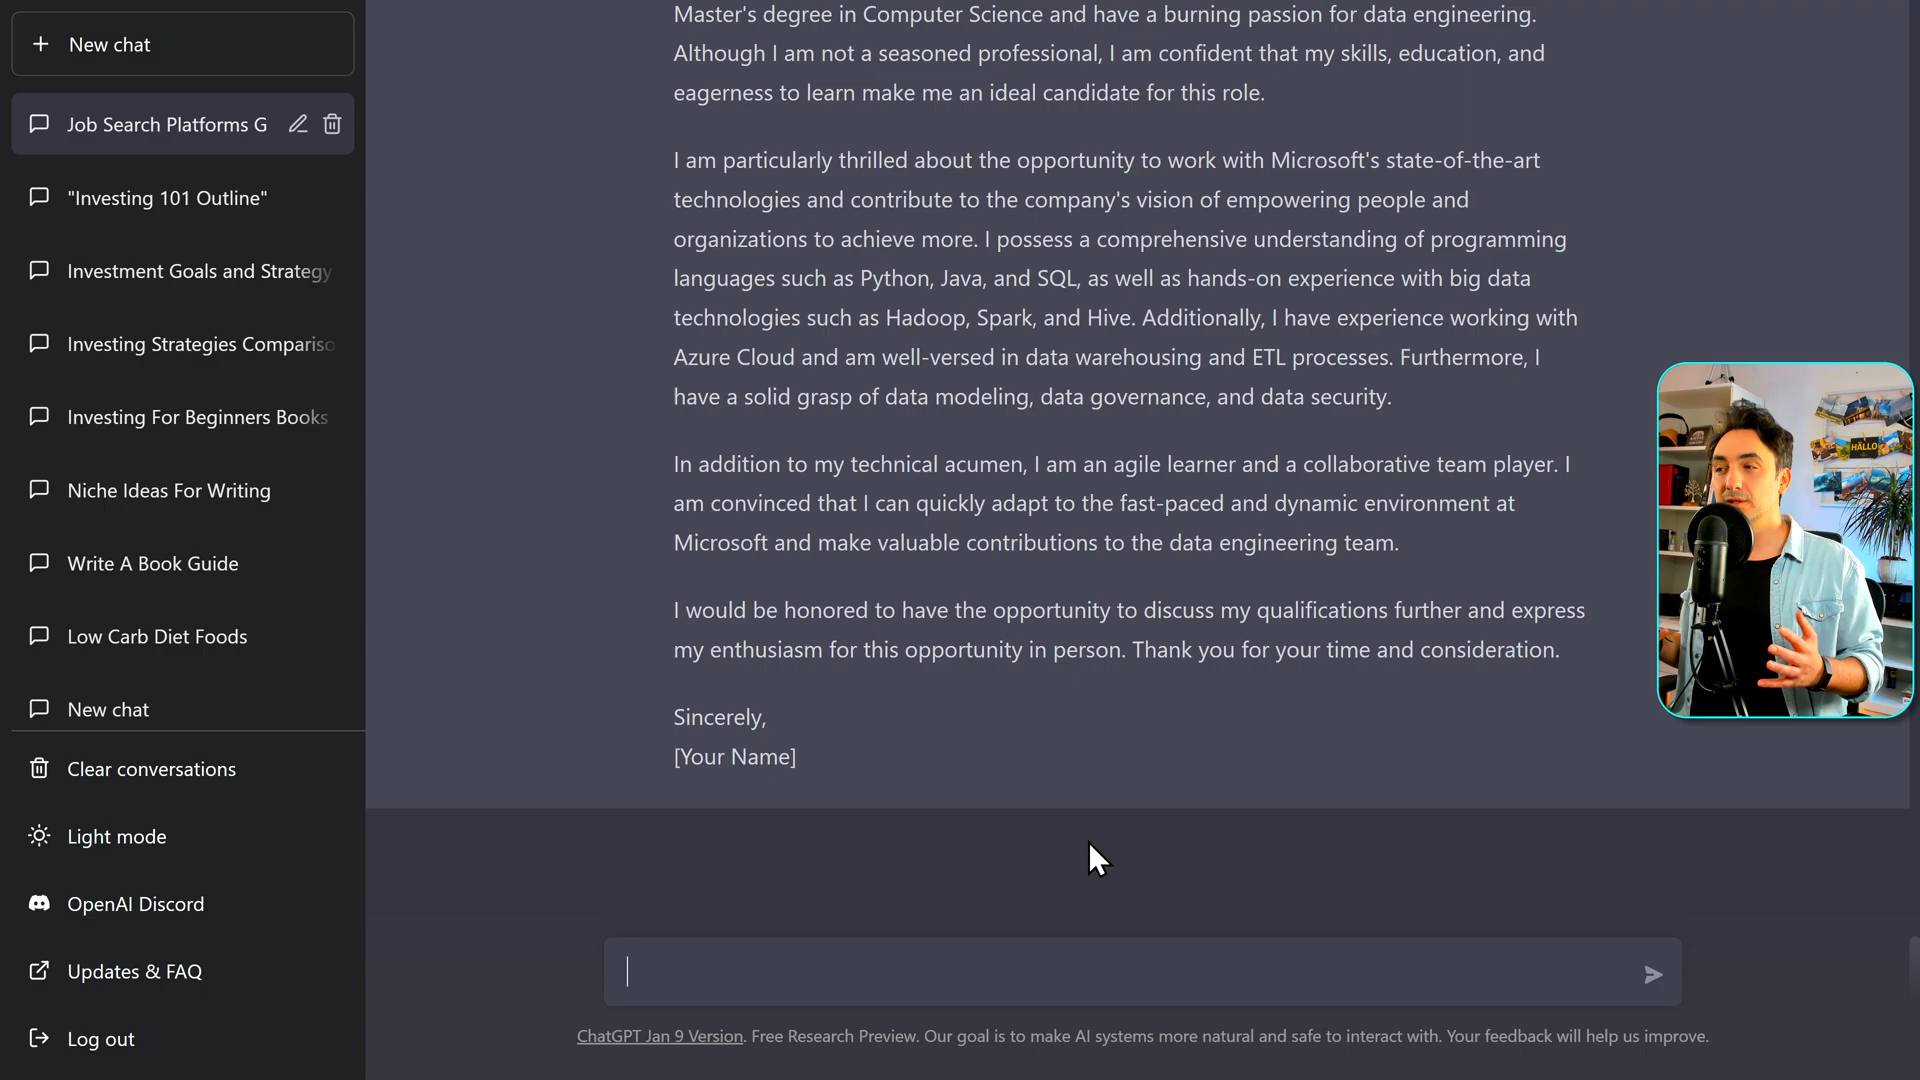 New chat
Job Search Platforms G
"Investing 101 Outline"
Investment Goals and Strategy
Investing Strategies Compariso
Investing For Beginners Books
Niche Ideas For Writing
Write A Book Guide
Low Carb Diet Foods
New chat
Clear conversations
Light mode
OpenAI Discord
Updates & FAQ
Log out
Master's degree in Computer Science and have a burning passion for data engineering.
Although I am not a seasoned professional, I am confident that my skills, education, and
eagerness to learn make me an ideal candidate for this role.
I am particularly thrilled about the opportunity to work with Microsoft's state-of-the-art
technologies and contribute to the company's vision of empowering people and
organizations to achieve more. I possess a comprehensive understanding of programming
languages such as Python, Java, and SQL, as well as hands-on experience with big data
technologies such as Hadoop, Spark, and Hive. Additionally, I have experience working with
Azure Cloud and am well-versed in data warehousing and ETL processes. Furthermore, I
have a solid grasp of data modeling, data governance, and data security.
In addition to my technical acumen, I am an agile learner and a collaborative team player. I
am convinced that I can quickly adapt to the fast-paced and dynamic environment at
Microsoft and make valuable contributions to the data engineering team.
I would be honored to have the opportunity to discuss my qualifications further and express
my enthusiasm for this opportunity in person. Thank you for your time and consideration.
Sincerely,
[Your Name]
HÄLLO
ChatGPT Jan 9 Version. Free Research Preview. Our goal is to make AI systems more natural and safe to interact with. Your feedback will help us improve.